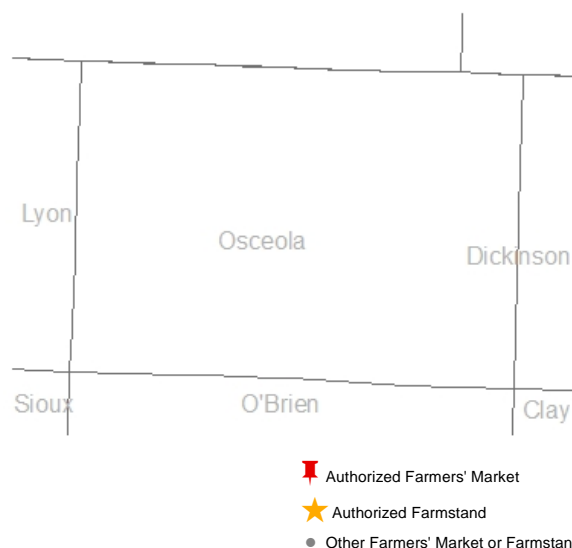 Lyon
Osceola
Dickinson
Sioux
O'Brien
Clay
Authorized Farmers' Market
Authorized Farmstand
Other Farmers' Market or Farmstan